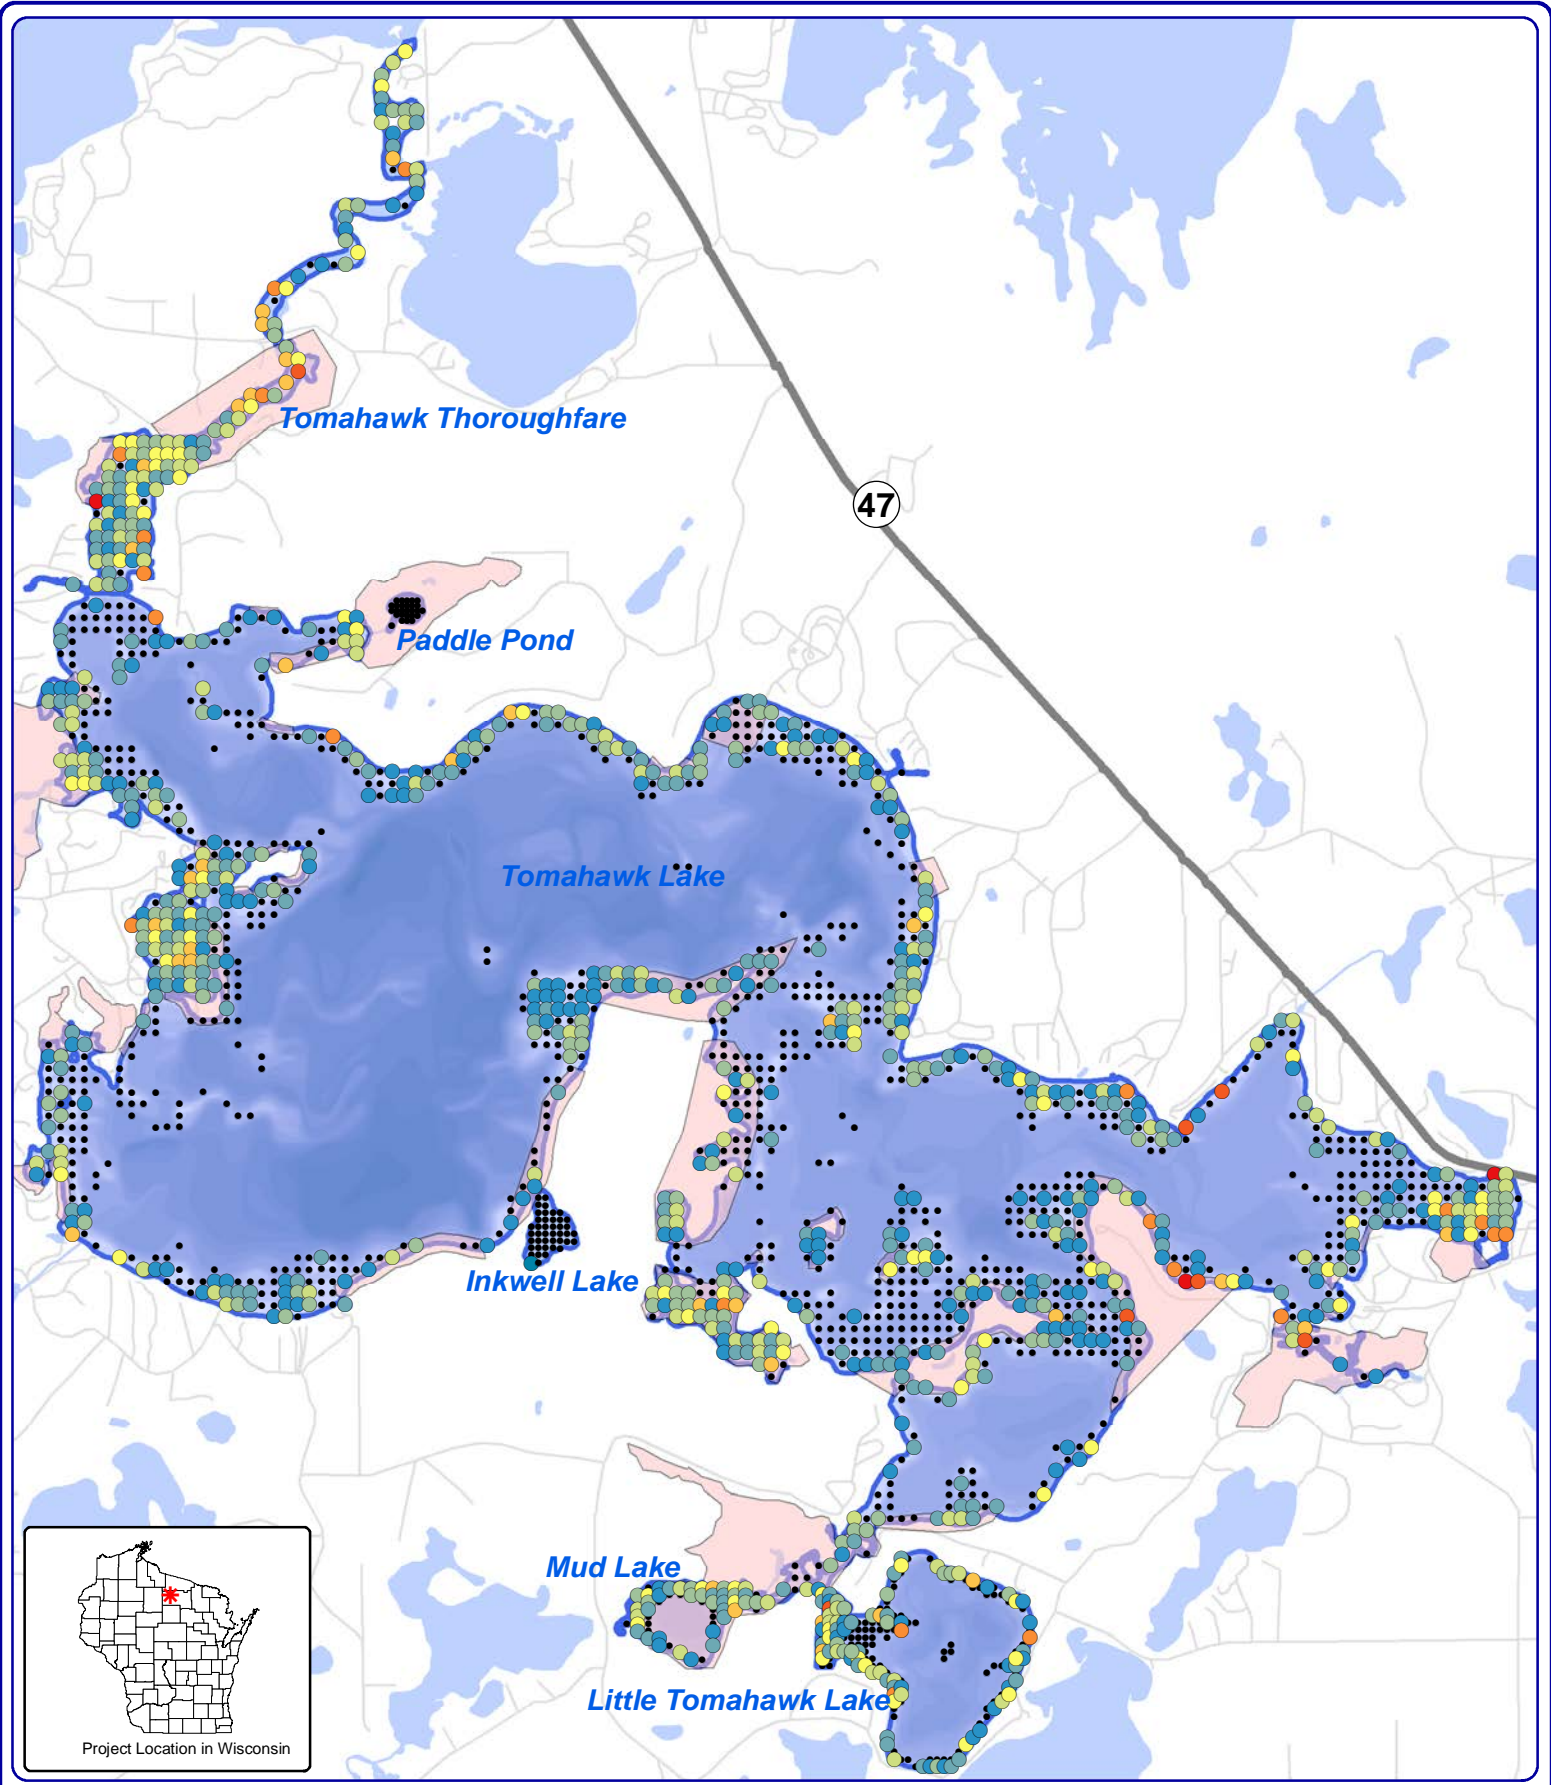 Tomahawk Thoroughfare
47
Paddle Pond
Tomahawk Lake
Inkwell Lake
Mud Lake
Little Tomahawk Lake
Project Location in Wisconsin